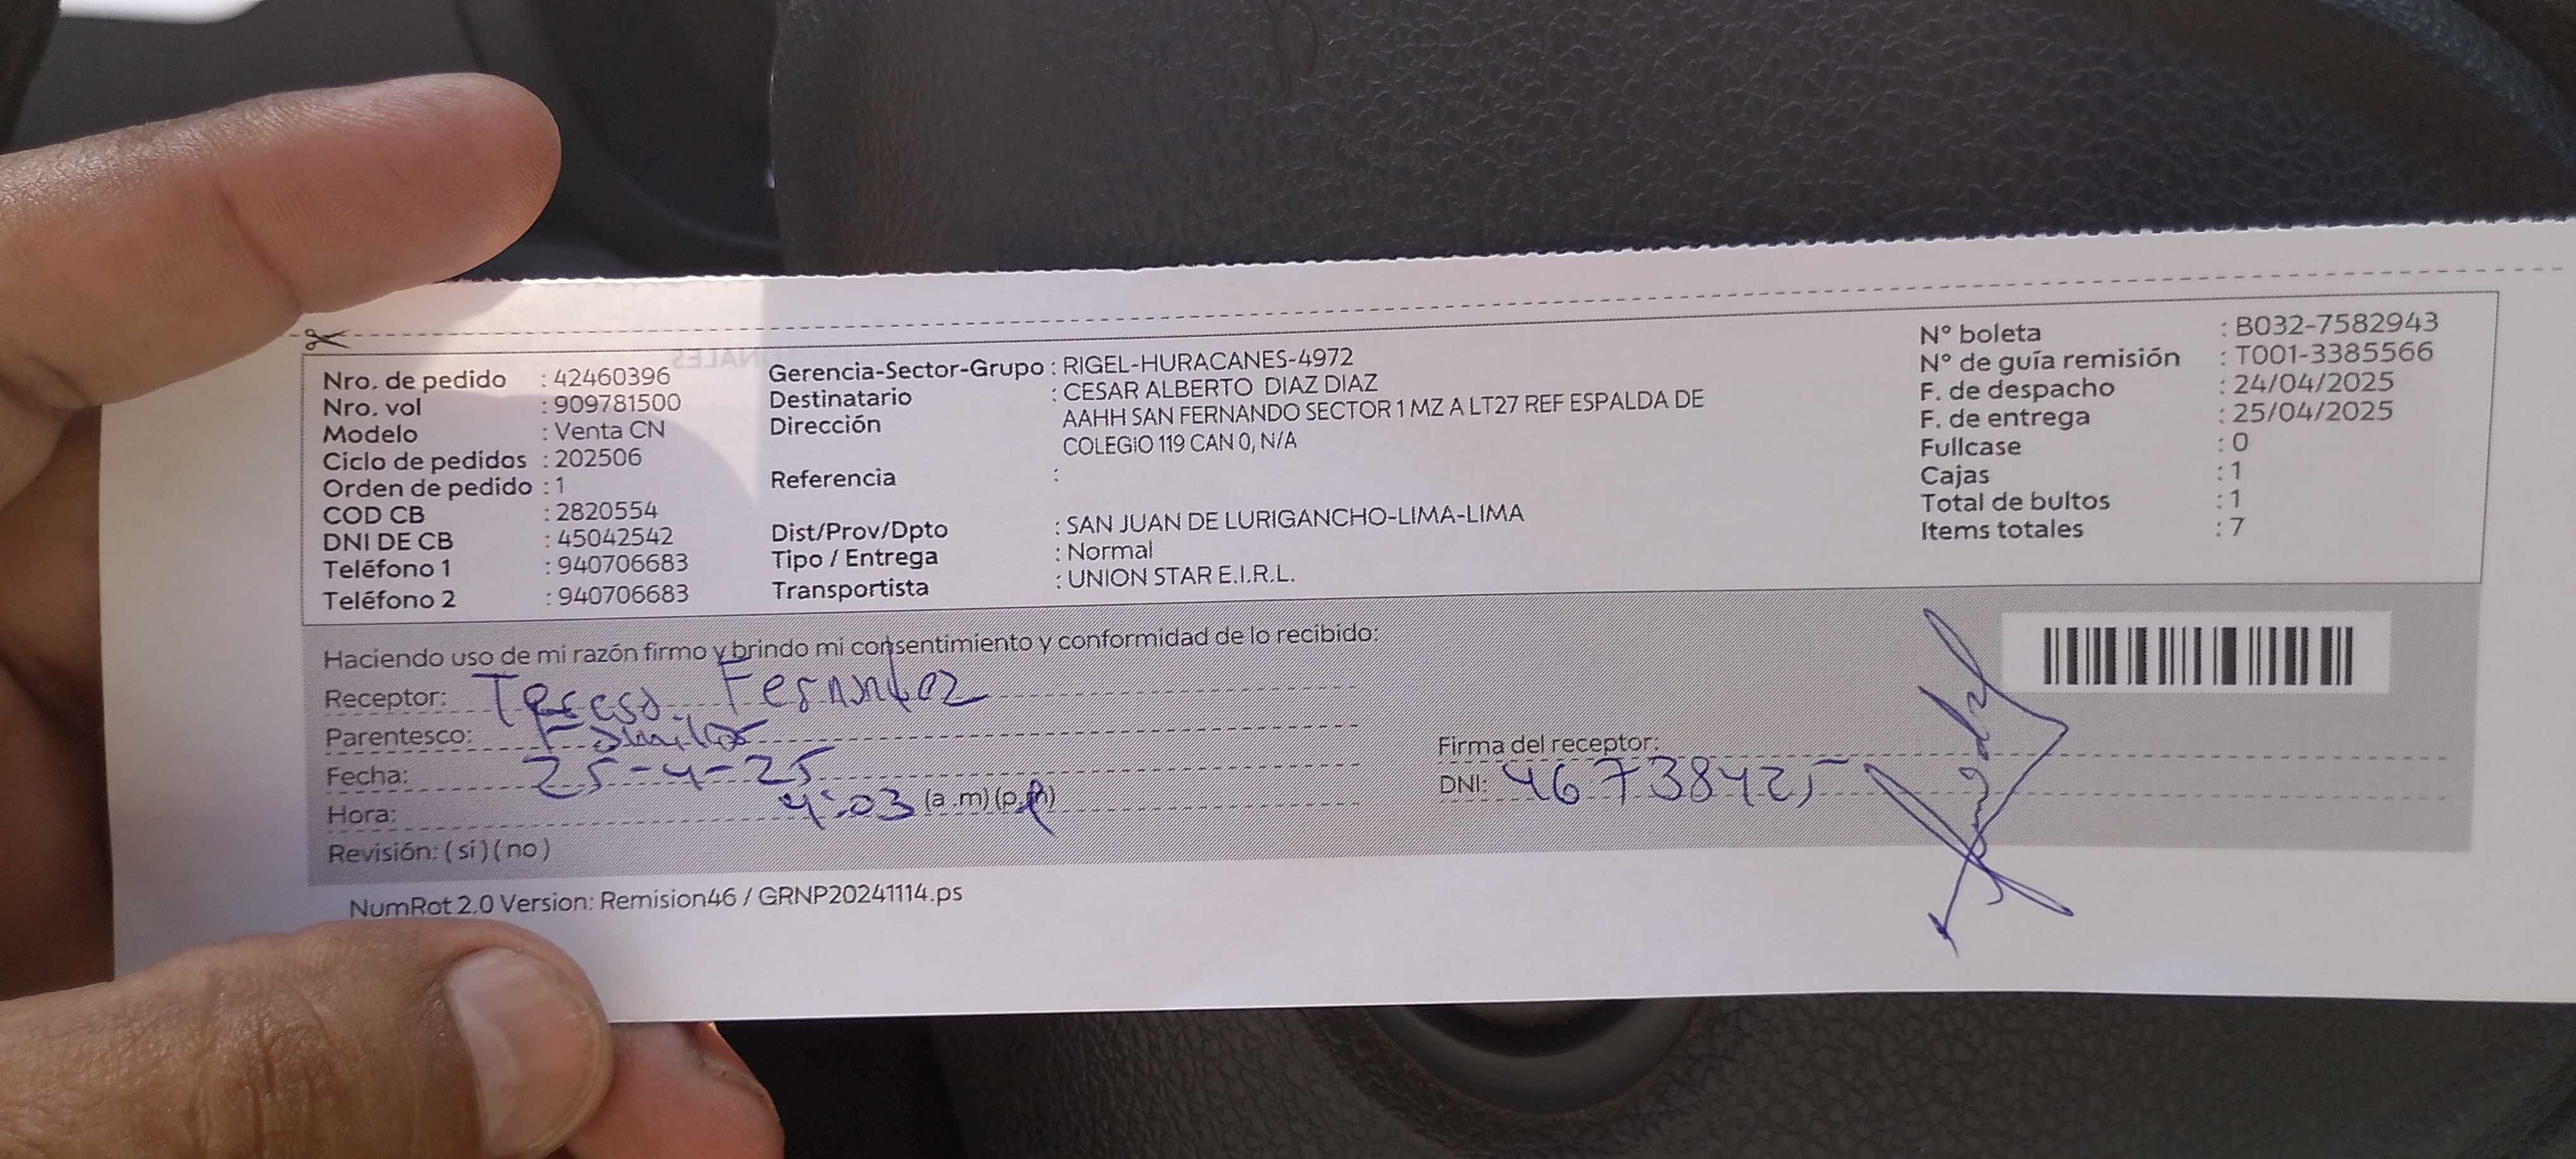 Nro. de pedido : 42460396
Nro. vol : 909781500
Modelo : Venta CN
Ciclo de pedidos : 202506
Orden de pedido : 1
COD CB : 2820554
DNI DE CB : 45042542
Teléfono 1 : 940706683
Teléfono 2 : 940706683
Gerencia-Sector-Grupo : RIGEL-HURACANES-4972
Destinatario : CESAR ALBERTO DIAZ DIAZ
Dirección : AAHH SAN FERNANDO SECTOR 1 MZ A LT27 REF ESPALDA DE
COLEGIO 119 CAN 0, N/A
Referencia :
Dist/Prov/Dpto : SAN JUAN DE LURIGANCHO-LIMA-LIMA
Tipo / Entrega : Normal
Transportista : UNION STAR E.I.R.L.
N° boleta : B032-7582943
N° de guía remisión : T001-3385566
F. de despacho : 24/04/2025
F. de entrega : 25/04/2025
Fullcase : 0
Cajas : 1
Total de bultos : 1
Items totales : 7
Haciendo uso de mi razón firmo y brindo mi consentimiento y conformidad de lo recibido:
Receptor: Teresa Fernandez
Parentesco: Familiar
Fecha: 25-4-25
Hora: 4:03 (a.m)(p.m)
Revisión: (si)(no)
Firma del receptor:
DNI: 46738425
NumRot 2.0 Version: Remision46 / GRNP20241114.ps